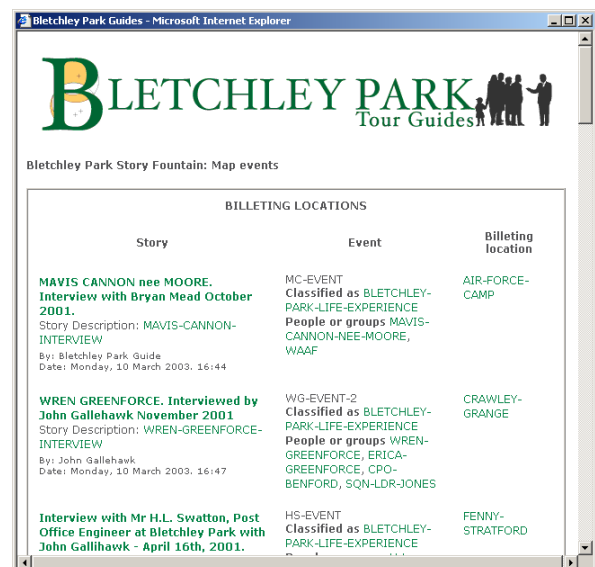 Bletchley Park Guides - Microsoft Internet Explorer
BLETCHLEY PARK
Tour Guides
Bletchley Park Story Fountain: Map events
BILLETING LOCATIONS
Story
Event
Billeting
location
MAVIS CANNON nee MOORE.
Interview with Bryan Mead October
2001.
Story Description: MAVIS-CANNON-
INTERVIEW
By: Bletchley Park Guide
Date: Monday, 10 March 2003. 16:44
MC-EVENT
Classified as BLETCHLEY-
PARK-LIFE-EXPERIENCE
People or groups MAVIS-
CANNON-NEE-MOORE,
WAAF
AIR-FORCE-
CAMP
WREN GREENFORCE. Interviewed by
John Gallehawk November 2001
Story Description: WREN-GREENFORCE-
INTERVIEW
By: John Gallehawk
Date: Monday, 10 March 2003. 16:47
WG-EVENT-2
Classified as BLETCHLEY-
PARK-LIFE-EXPERIENCE
People or groups WREN-
GREENFORCE, ERICA-
GREENFORCE, CPO-
BENFORD, SQN-LDR-JONES
CRAWLEY-
GRANGE
Interview with Mr H.L. Swatton, Post
Office Engineer at Bletchley Park with
John Gallihawk - April 16th, 2001.
HS-EVENT
Classified as BLETCHLEY-
PARK-LIFE-EXPERIENCE
FENNY-
STRATFORD